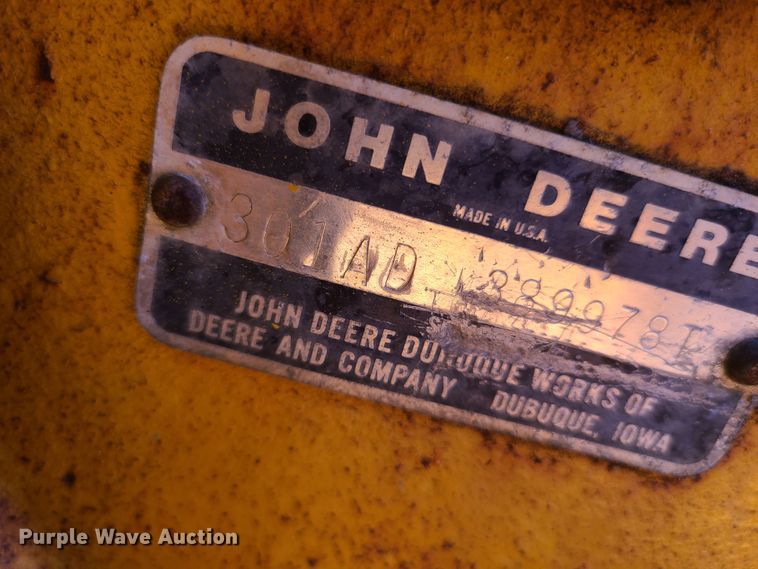 JOHN DEERE
MADE IN U.S.A.
301AD
JOHN DEERE DUBUQUE WORKS OF
DEERE AND COMPANY DUBUQUE, IOWA
Purple Wave Auction